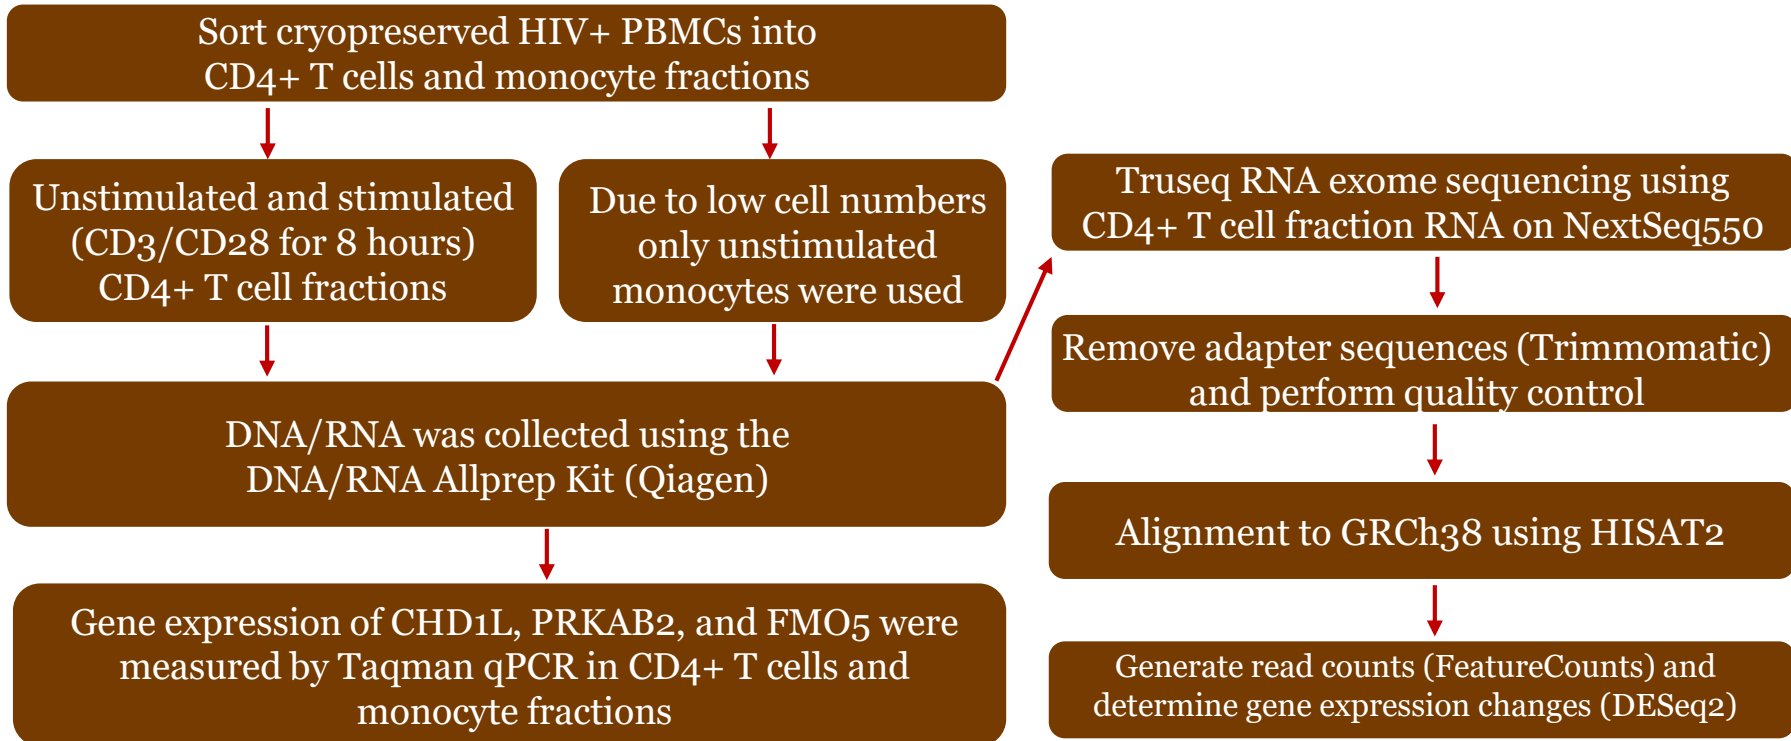 Sort cryopreserved HIV+ PBMCs into
CD4+ T cells and monocyte fractions
Unstimulated and stimulated
(CD3/CD28 for 8 hours)
CD4+ T cell fractions
Due to low cell numbers
only unstimulated
monocytes were used
DNA/RNA was collected using the
DNA/RNA Allprep Kit (Qiagen)
Gene expression of CHD1L, PRKAB2, and FMO5 were
measured by Taqman qPCR in CD4+ T cells and
monocyte fractions
Truseq RNA exome sequencing using
CD4+ T cell fraction RNA on NextSeq550
Remove adapter sequences (Trimmomatic)
and perform quality control
Alignment to GRCh38 using HISAT2
Generate read counts (FeatureCounts) and
determine gene expression changes (DESeq2)